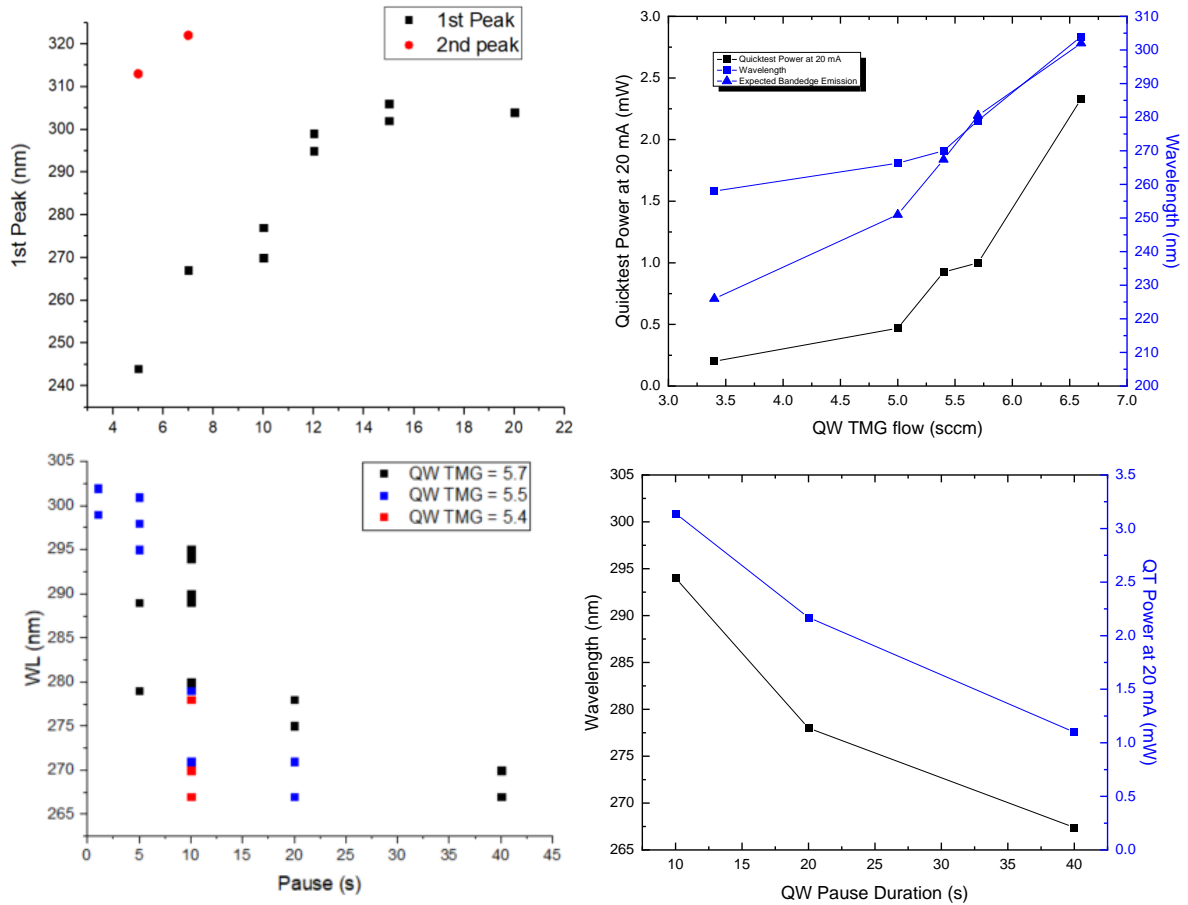 1st Peak
2nd peak
320
310
300
290
280
270
260
250
240
1st Peak (nm)
4 6 8 10 12 14 16 18 20 22
3.0
2.5
2.0
1.5
1.0
0.5
0.0
Quicktest Power at 20 mA (mW)
Quicktest Power at 20 mA
Wavelength
Expected Bandedge Emission
310
300
290
280
270
260
250
240
230
220
210
200
Wavelength (nm)
3.0 3.5 4.0 4.5 5.0 5.5 6.0 6.5 7.0
QW TMG flow (sccm)
305
300
295
290
285
280
275
270
265
WL (nm)
QW TMG = 5.7
QW TMG = 5.5
QW TMG = 5.4
0 5 10 15 20 25 30 35 40 45
Pause (s)
305
300
295
290
285
280
275
270
265
Wavelength (nm)
3.5
3.0
2.5
2.0
1.5
1.0
0.5
0.0
QT Power at 20 mA (mW)
10 20 30 40
QW Pause Duration (s)